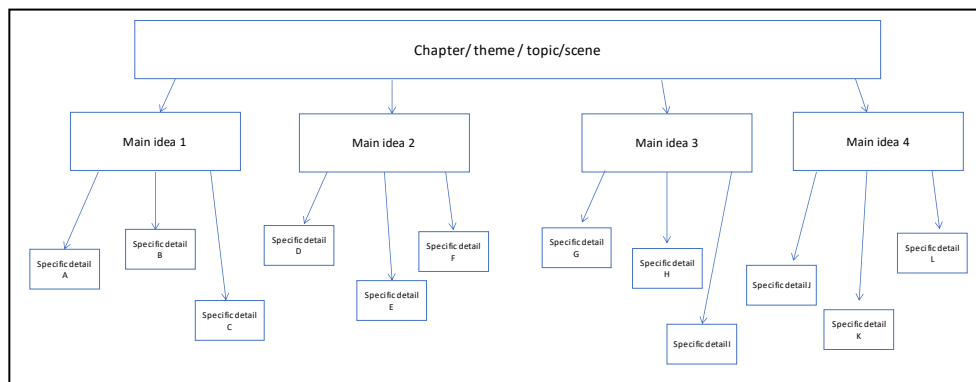 Chapter/ theme / topic/scene
Main idea 1
Main idea 2
Main idea 3
Main idea 4
Specific detail
A
Specific detail
B
Specific detail
C
Specific detail
D
Specific detail
E
Specific detail
F
Specific detail
G
Specific detail
H
Specific detail I
Specific detail J
Specific detail
K
Specific detail
L